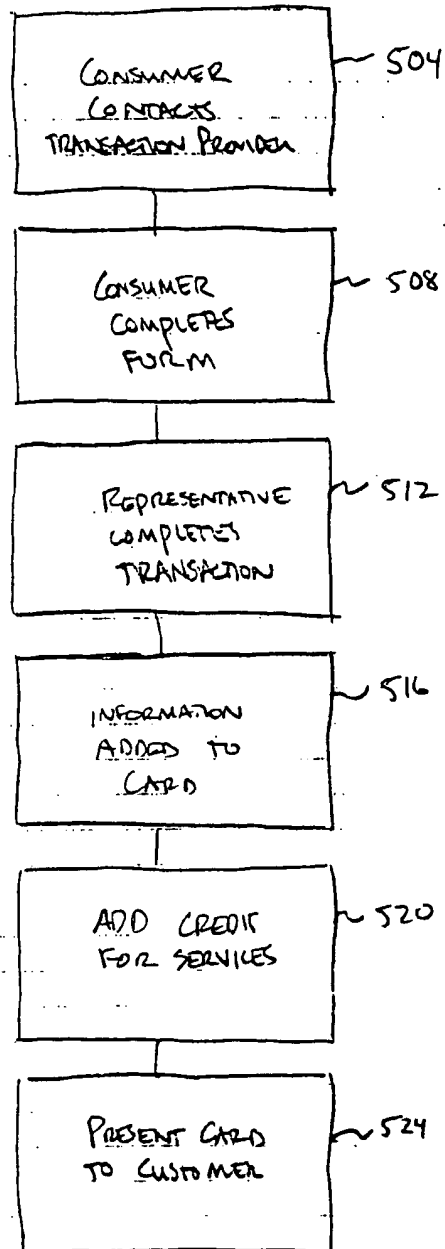 CONSUMER
CONTACTS
TRANSACTION PROVIDER
504
CONSUMER
COMPLETES
FORM
508
REPRESENTATIVE
COMPLETES
TRANSACTION
512
INFORMATION
ADDED TO
CARD
516
ADD CREDIT
FOR SERVICES
520
PRESENT CARD
TO CUSTOMER
524